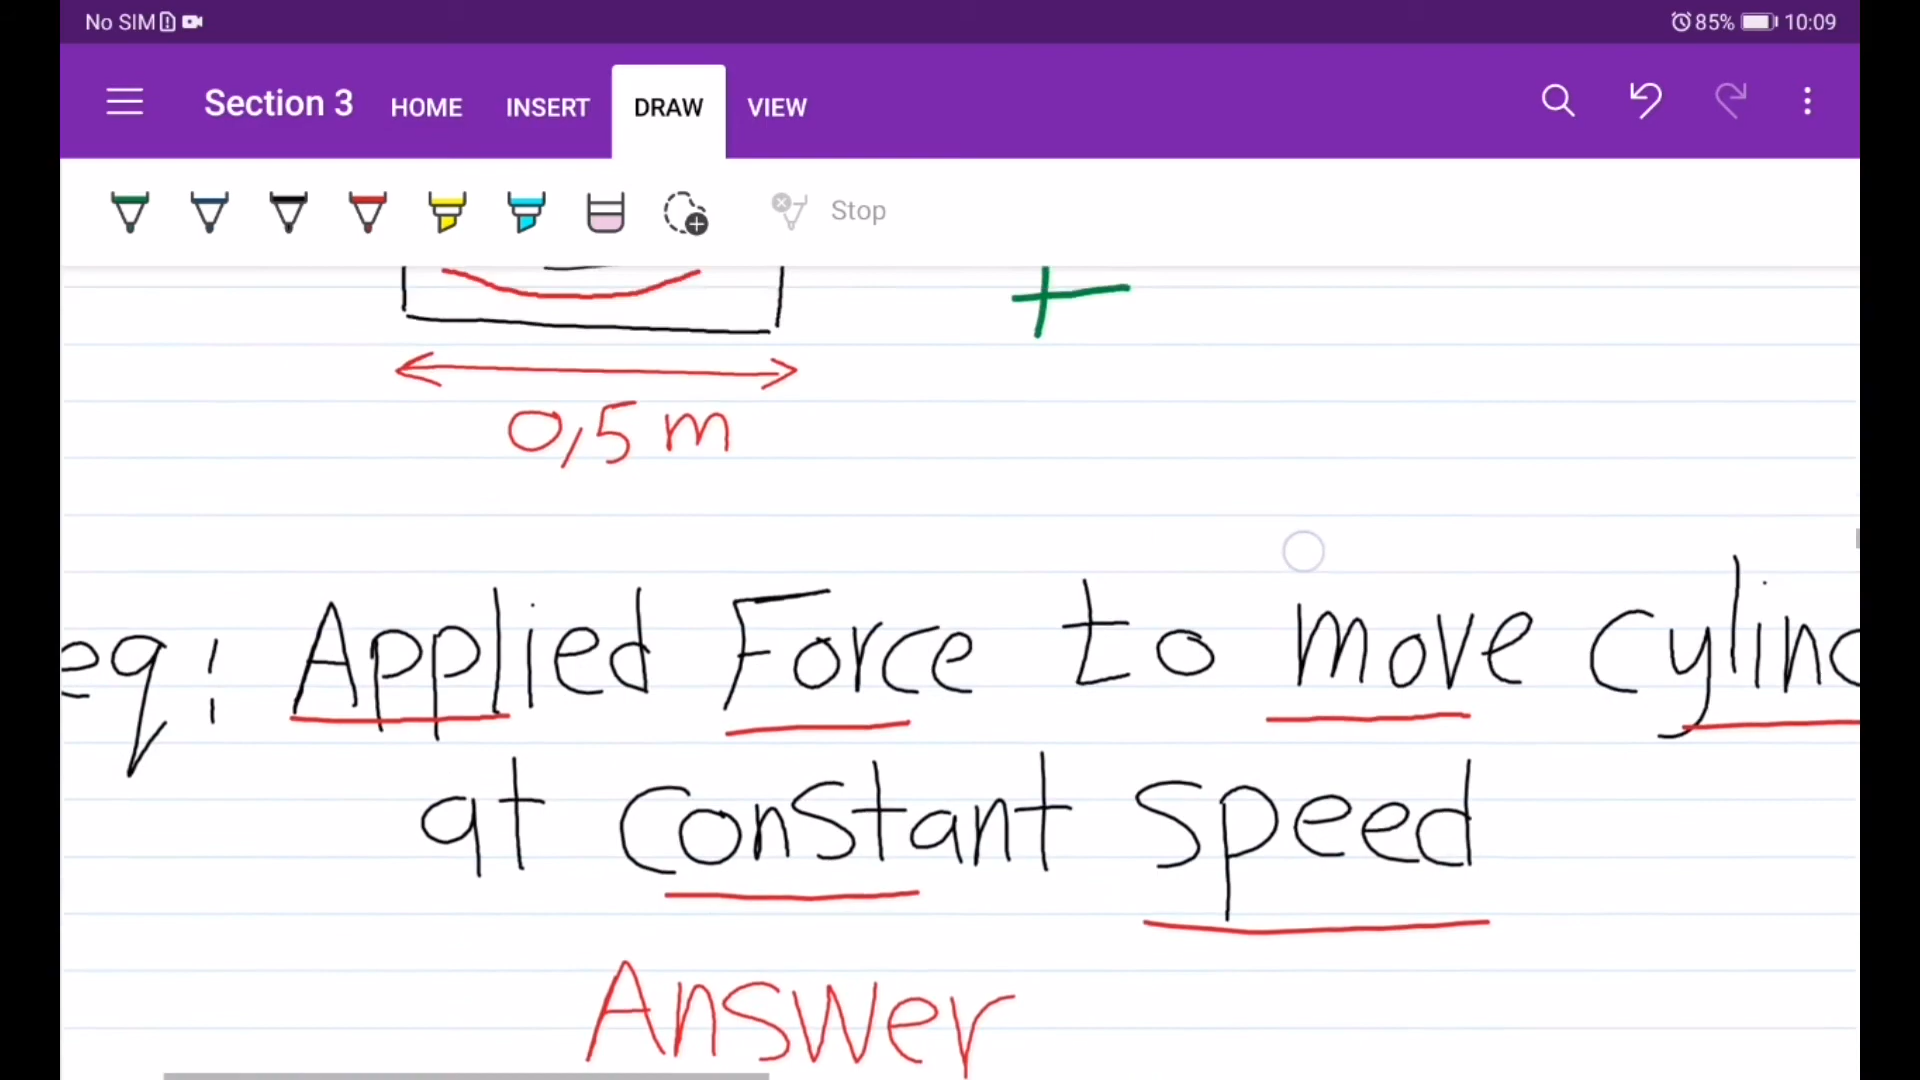 No SIM 85% 10:09
Section 3 HOME INSERT DRAW VIEW
Stop
0,5 m
eq: Applied Force to move cylind
at constant speed
Answer